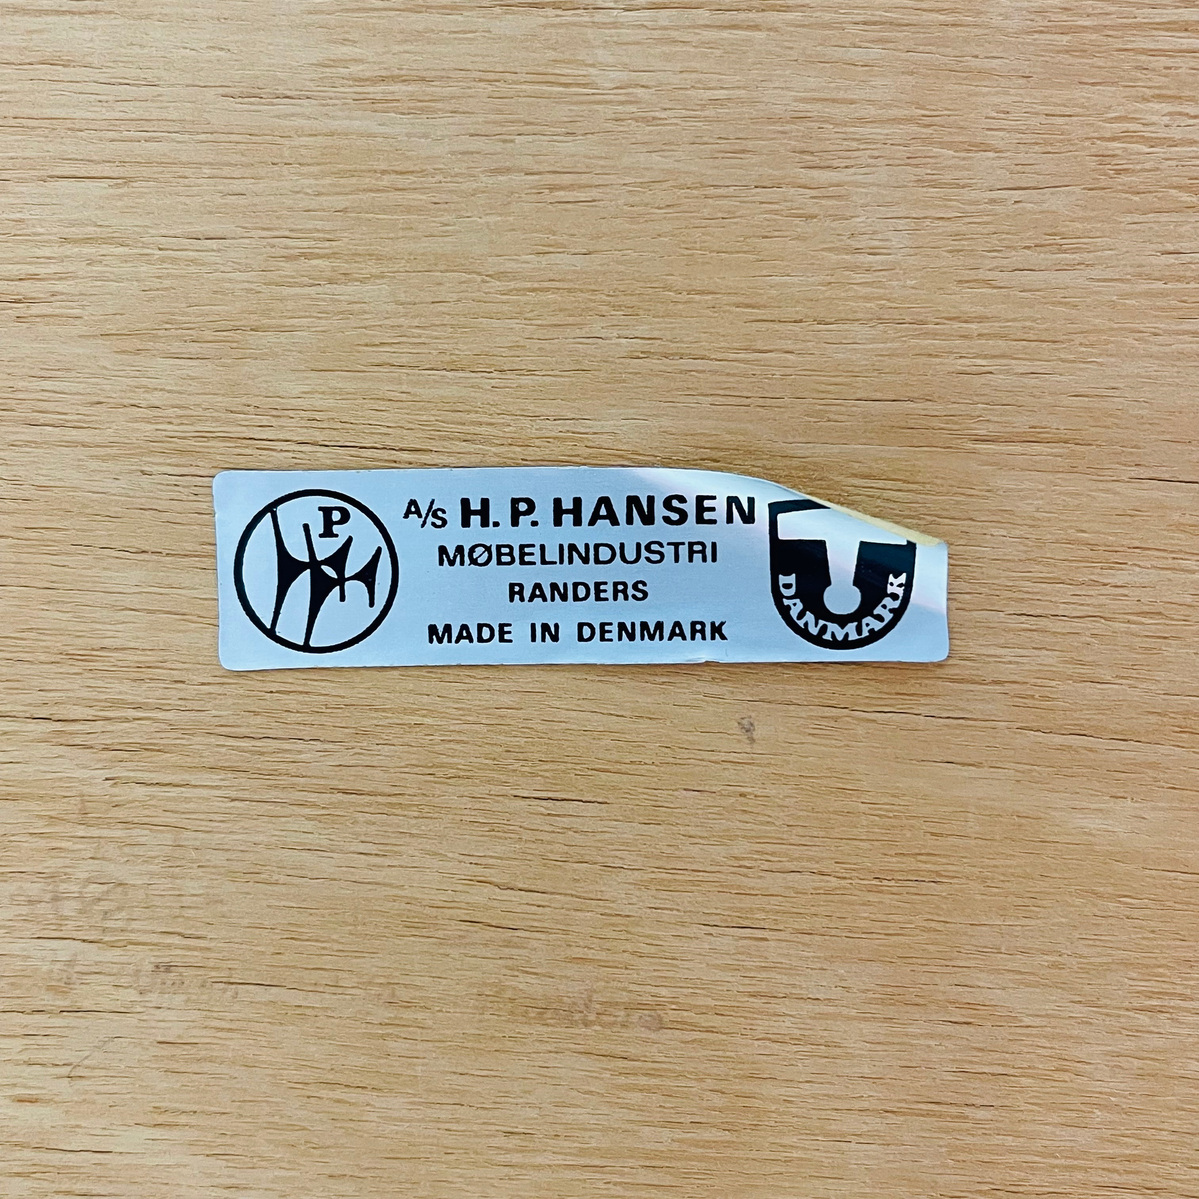 P
A/S H. P. HANSEN
MØBELINDUSTRI
RANDERS
MADE IN DENMARK
DANMARK